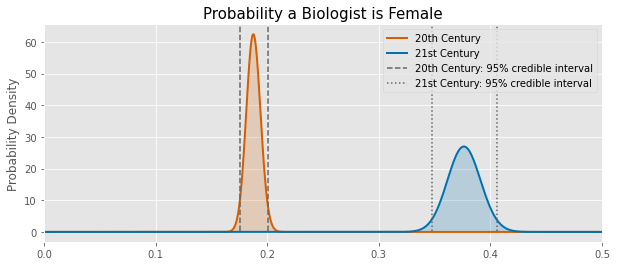 Probability a Biologist is Female
Probability Density
60
50
40
30
20
10
0
0.0
0.1
0.2
0.3
0.4
0.5
20th Century
21st Century
20th Century: 95% credible interval
21st Century: 95% credible interval